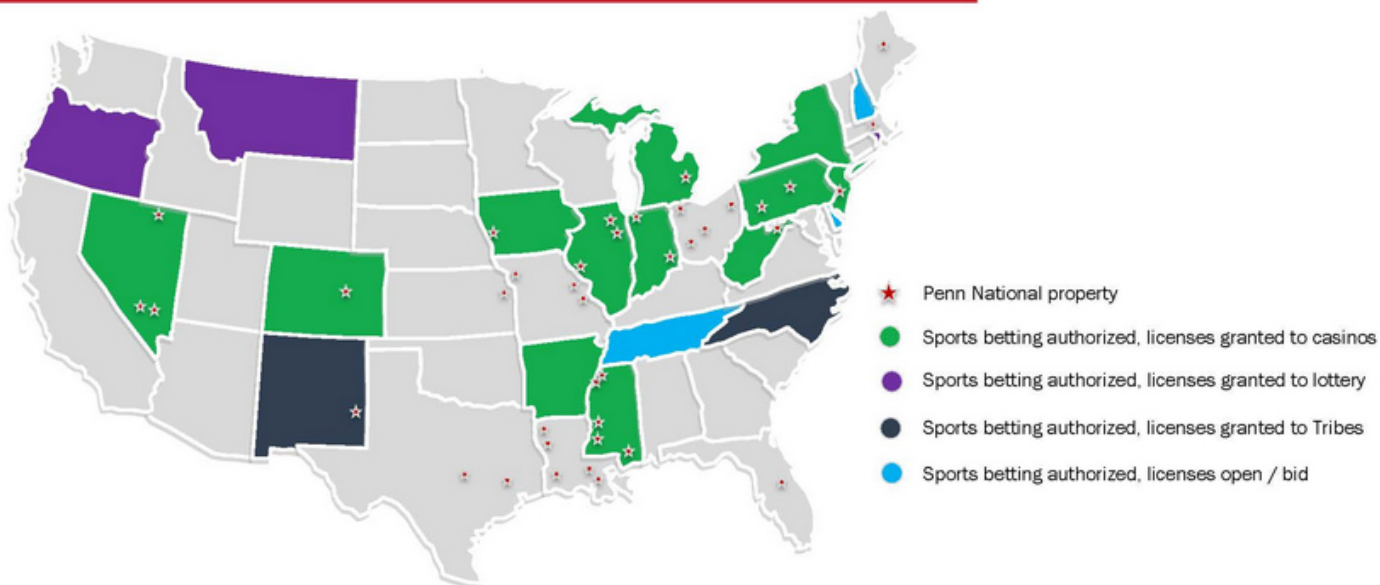 Penn National property
Sports betting authorized, licenses granted to casinos
Sports betting authorized, licenses granted to lottery
Sports betting authorized, licenses granted to Tribes
Sports betting authorized, licenses open / bid